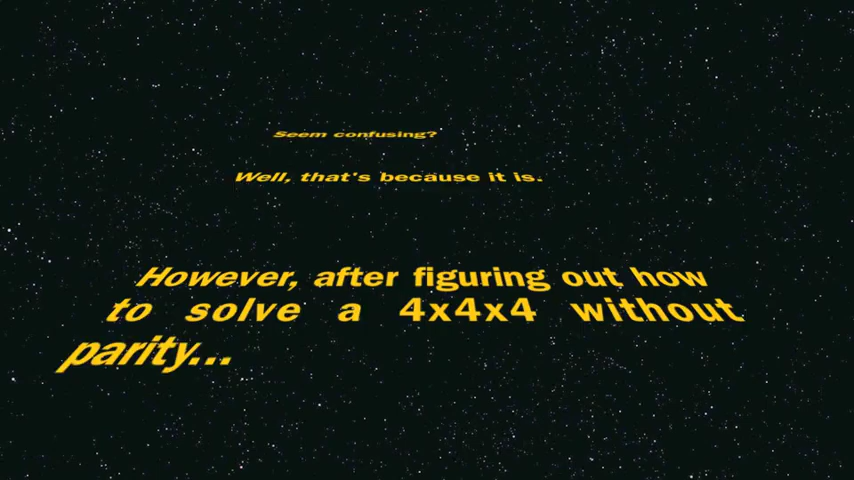 Seem confusing?
Well, that's because it is.
However, after figuring out how
to solve a 4x4x4 without
parity...